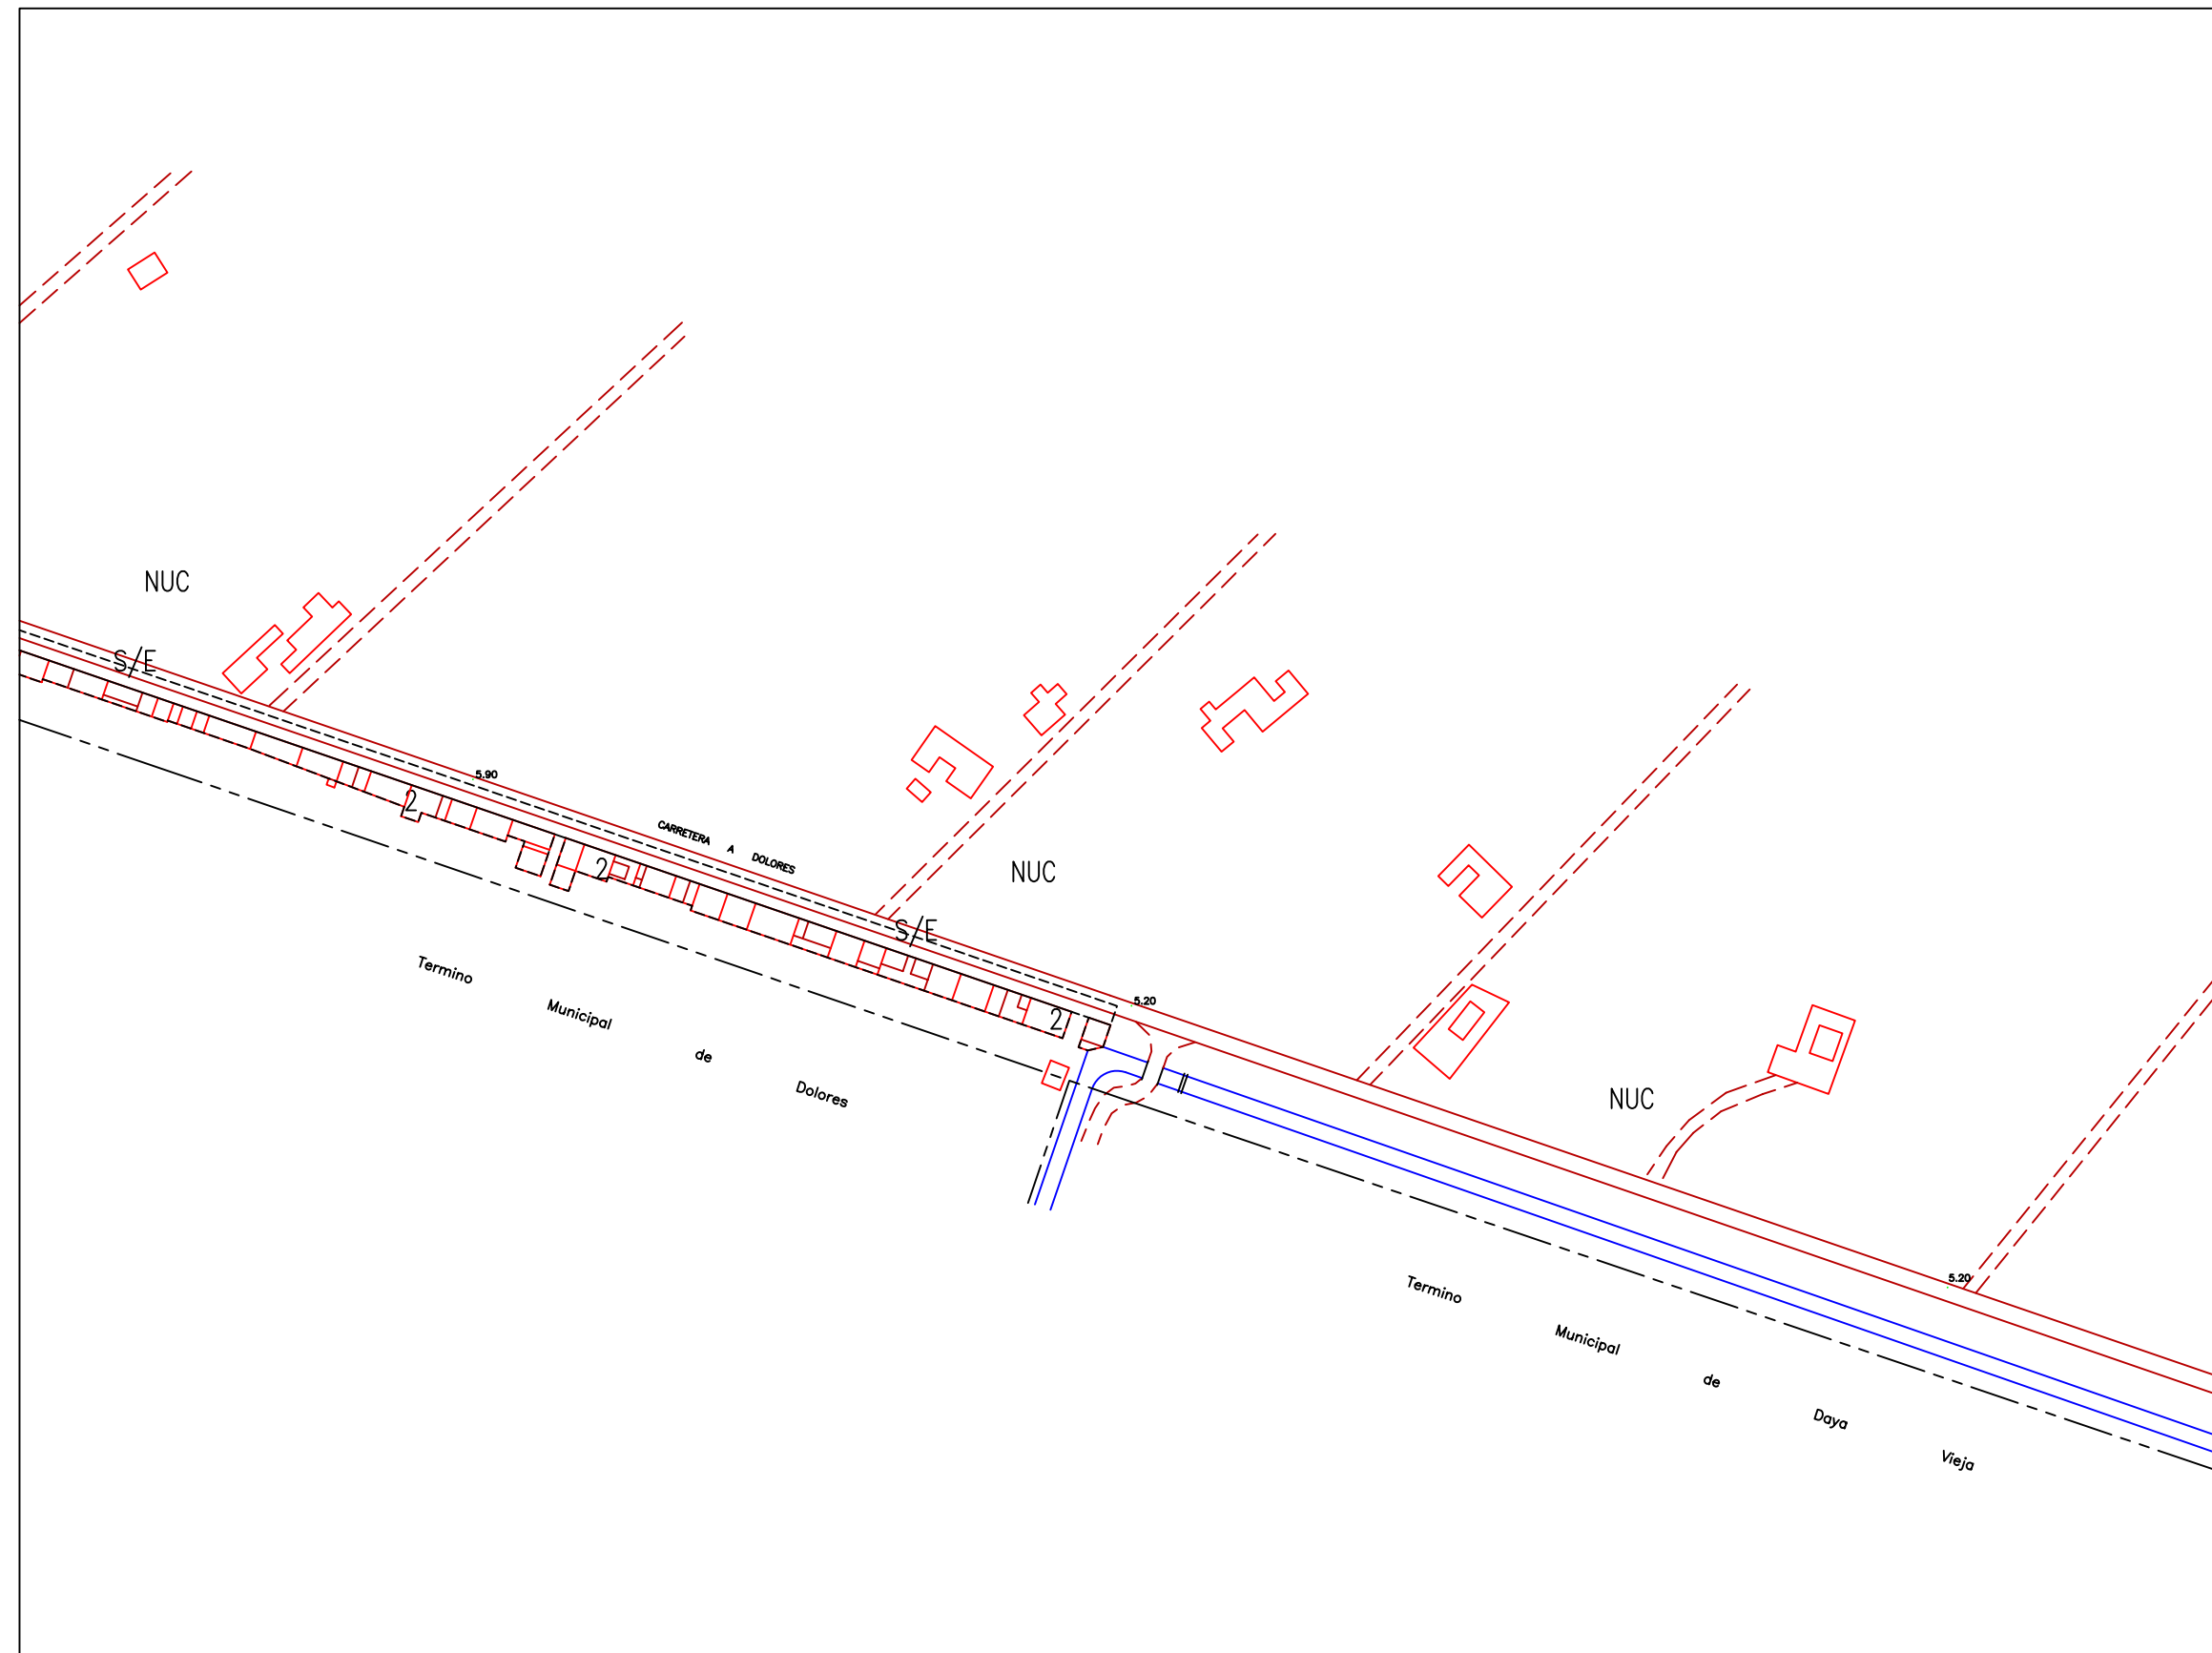 NUC
S/E
5.90
2
CARRETERA A DOLORES
2
NUC
S/E
5.20
2
Termino Municipal de Dolores
NUC
5.20
Termino Municipal de Daya Vieja